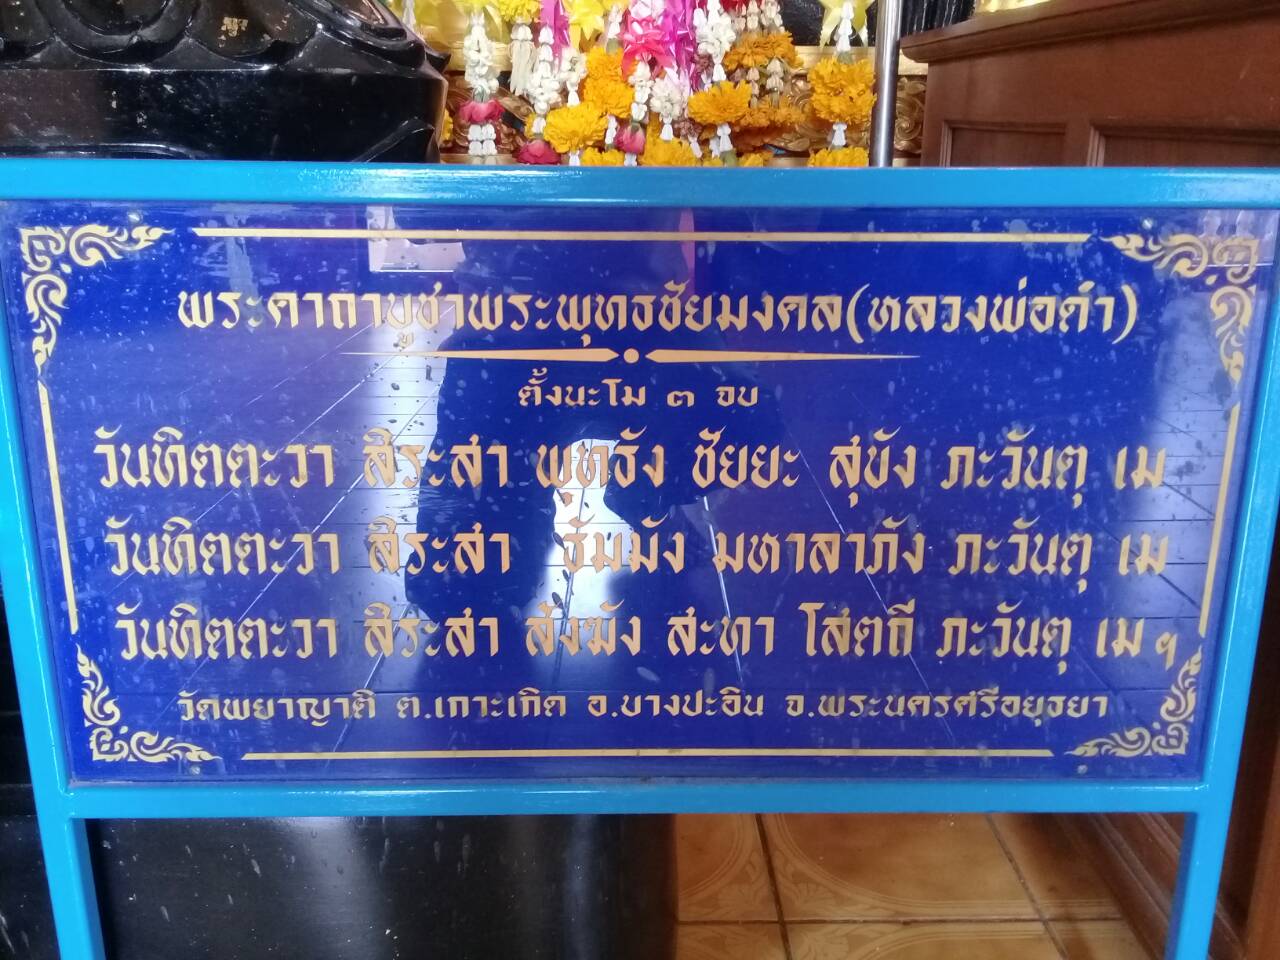 พระคาถาบูชาพระพุทธชัยมงคล(หลวงพ่อดำ)
ตั้งนะโม ๓ จบ
วันทิตตะวา สิระสา พุทธัง ชัยยะ สุขัง ภะวันตุ เม
วันทิตตะวา สิระสา ธัมมัง มหาลาภัง ภะวันตุ เม
วันทิตตะวา สิระสา สังฆัง สะทา โสตถี ภะวันตุ เม ฯ
วัดพยาญาติ ต.เกาะเกิด อ.บางปะอิน จ.พระนครศรีอยุธยา